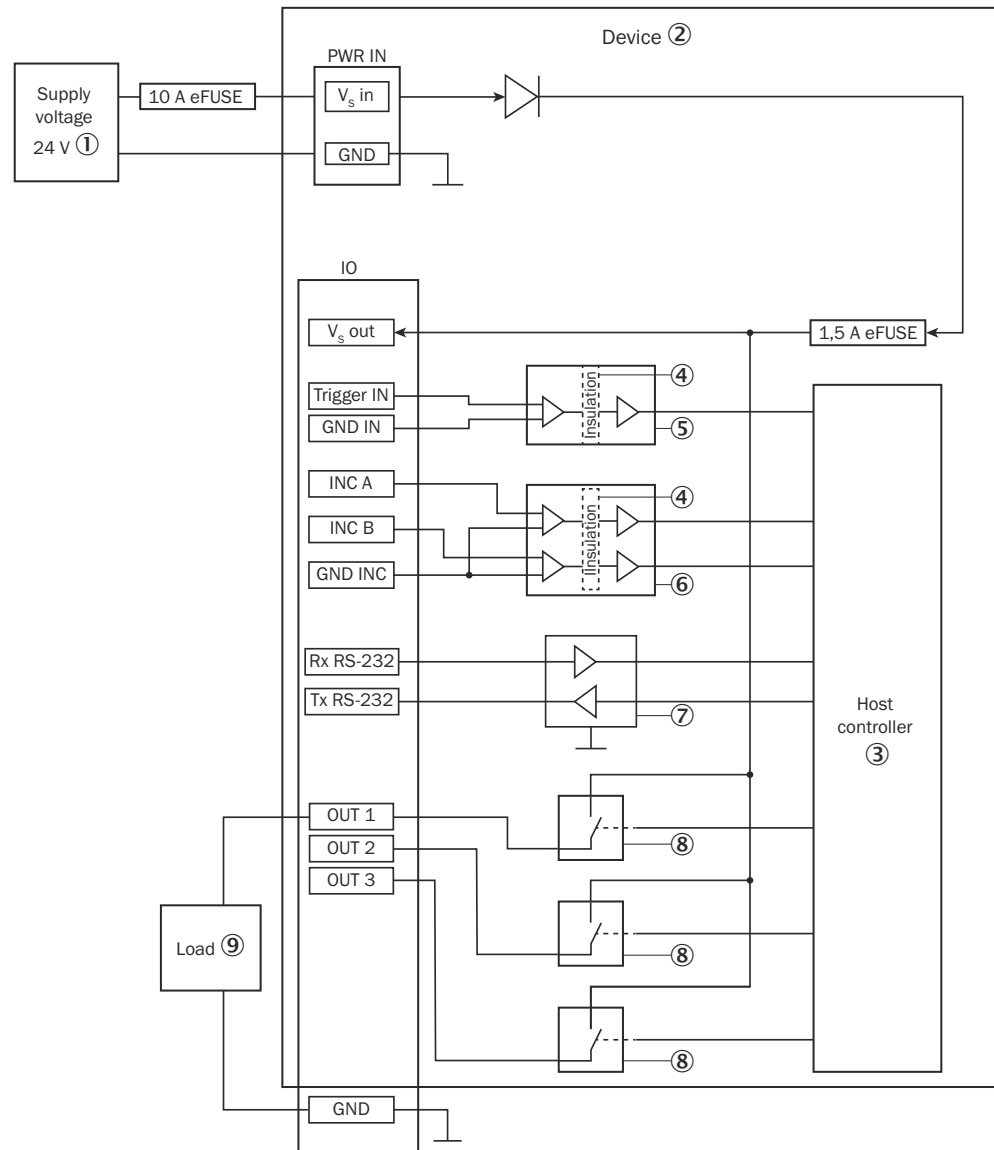 Device ②
PWR IN
Supply
voltage
24 V ①
10 A eFUSE
Vs in
GND
IO
Vs out
1,5 A eFUSE
Trigger IN
GND IN
Insulation
④
⑤
INC A
INC B
GND INC
IInsulation
④
⑥
Rx RS-232
Tx RS-232
⑦
Host
controller
③
OUT 1
OUT 2
OUT 3
⑧
⑧
⑧
Load ⑨
GND